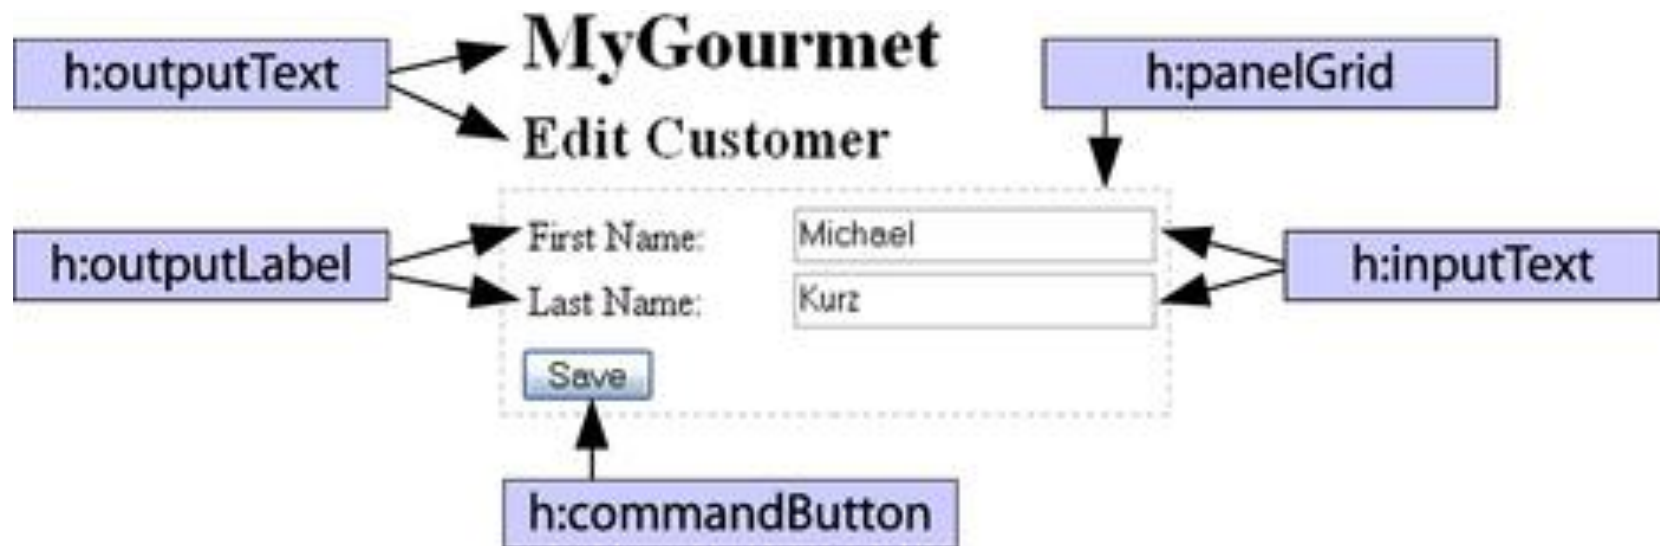 MyGourmet
h:outputText
h:panelGrid
Edit Customer
First Name:
Michael
h:outputLabel
h:inputText
Last Name:
Kurz
Save
h:commandButton